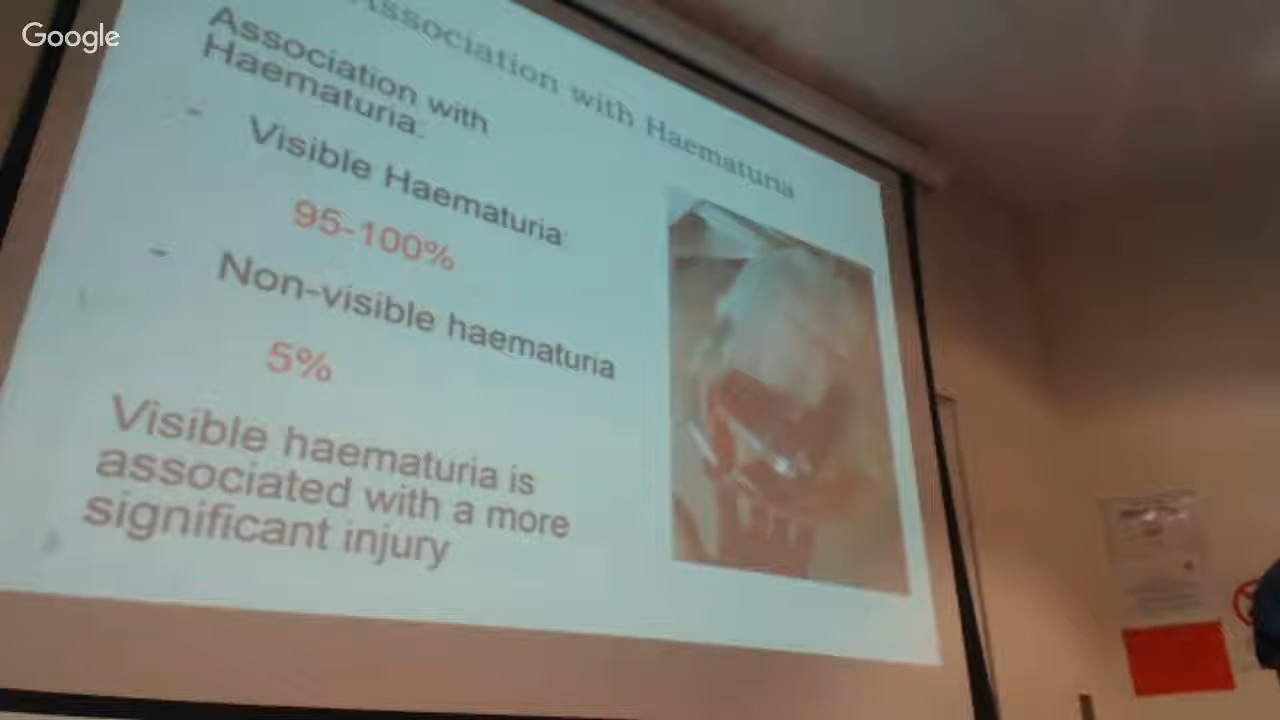 Google
Association with Haematuria
Association with
Haematuria:
- Visible Haematuria:
95-100%
- Non-visible haematuria
5%
Visible haematuria is
associated with a more
significant injury